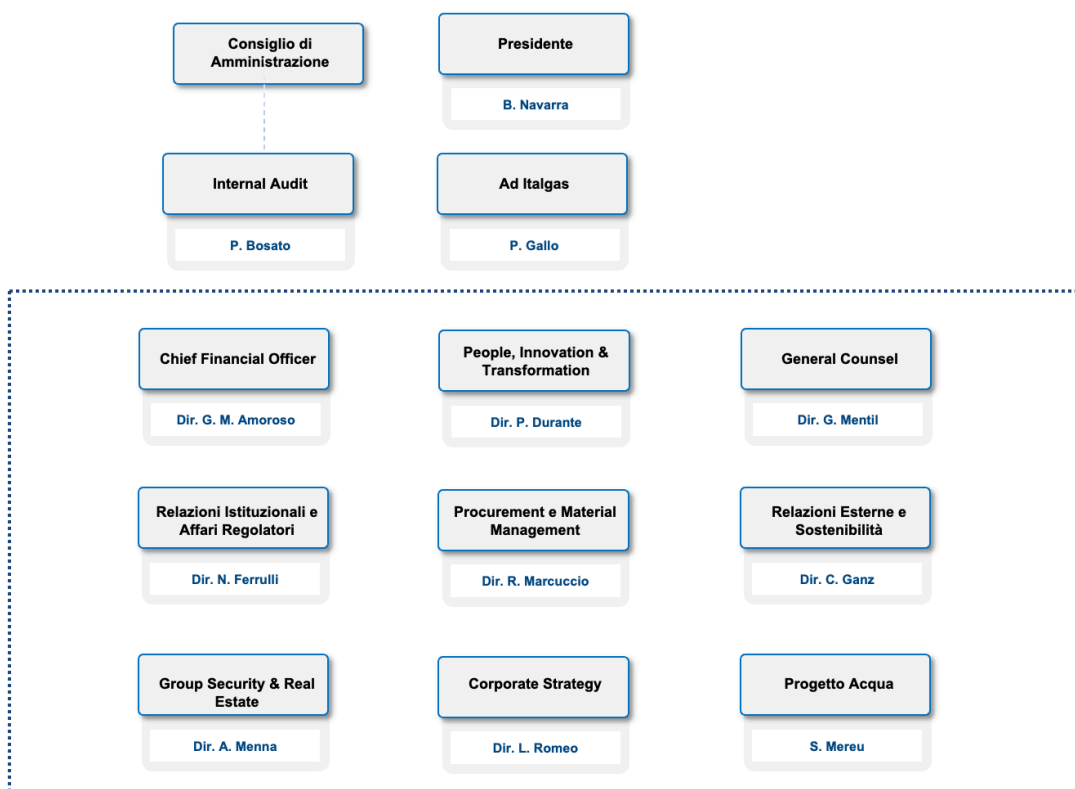 Consiglio di
Amministrazione
Presidente
B. Navarra
Internal Audit
P. Bosato
Ad Italgas
P. Gallo
Chief Financial Officer
Dir. G. M. Amoroso
People, Innovation &
Transformation
Dir. P. Durante
General Counsel
Dir. G. Mentil
Relazioni Istituzionali e
Affari Regolatori
Dir. N. Ferrulli
Procurement e Material
Management
Dir. R. Marcuccio
Relazioni Esterne e
Sostenibilità
Dir. C. Ganz
Group Security & Real
Estate
Dir. A. Menna
Corporate Strategy
Dir. L. Romeo
Progetto Acqua
S. Mereu